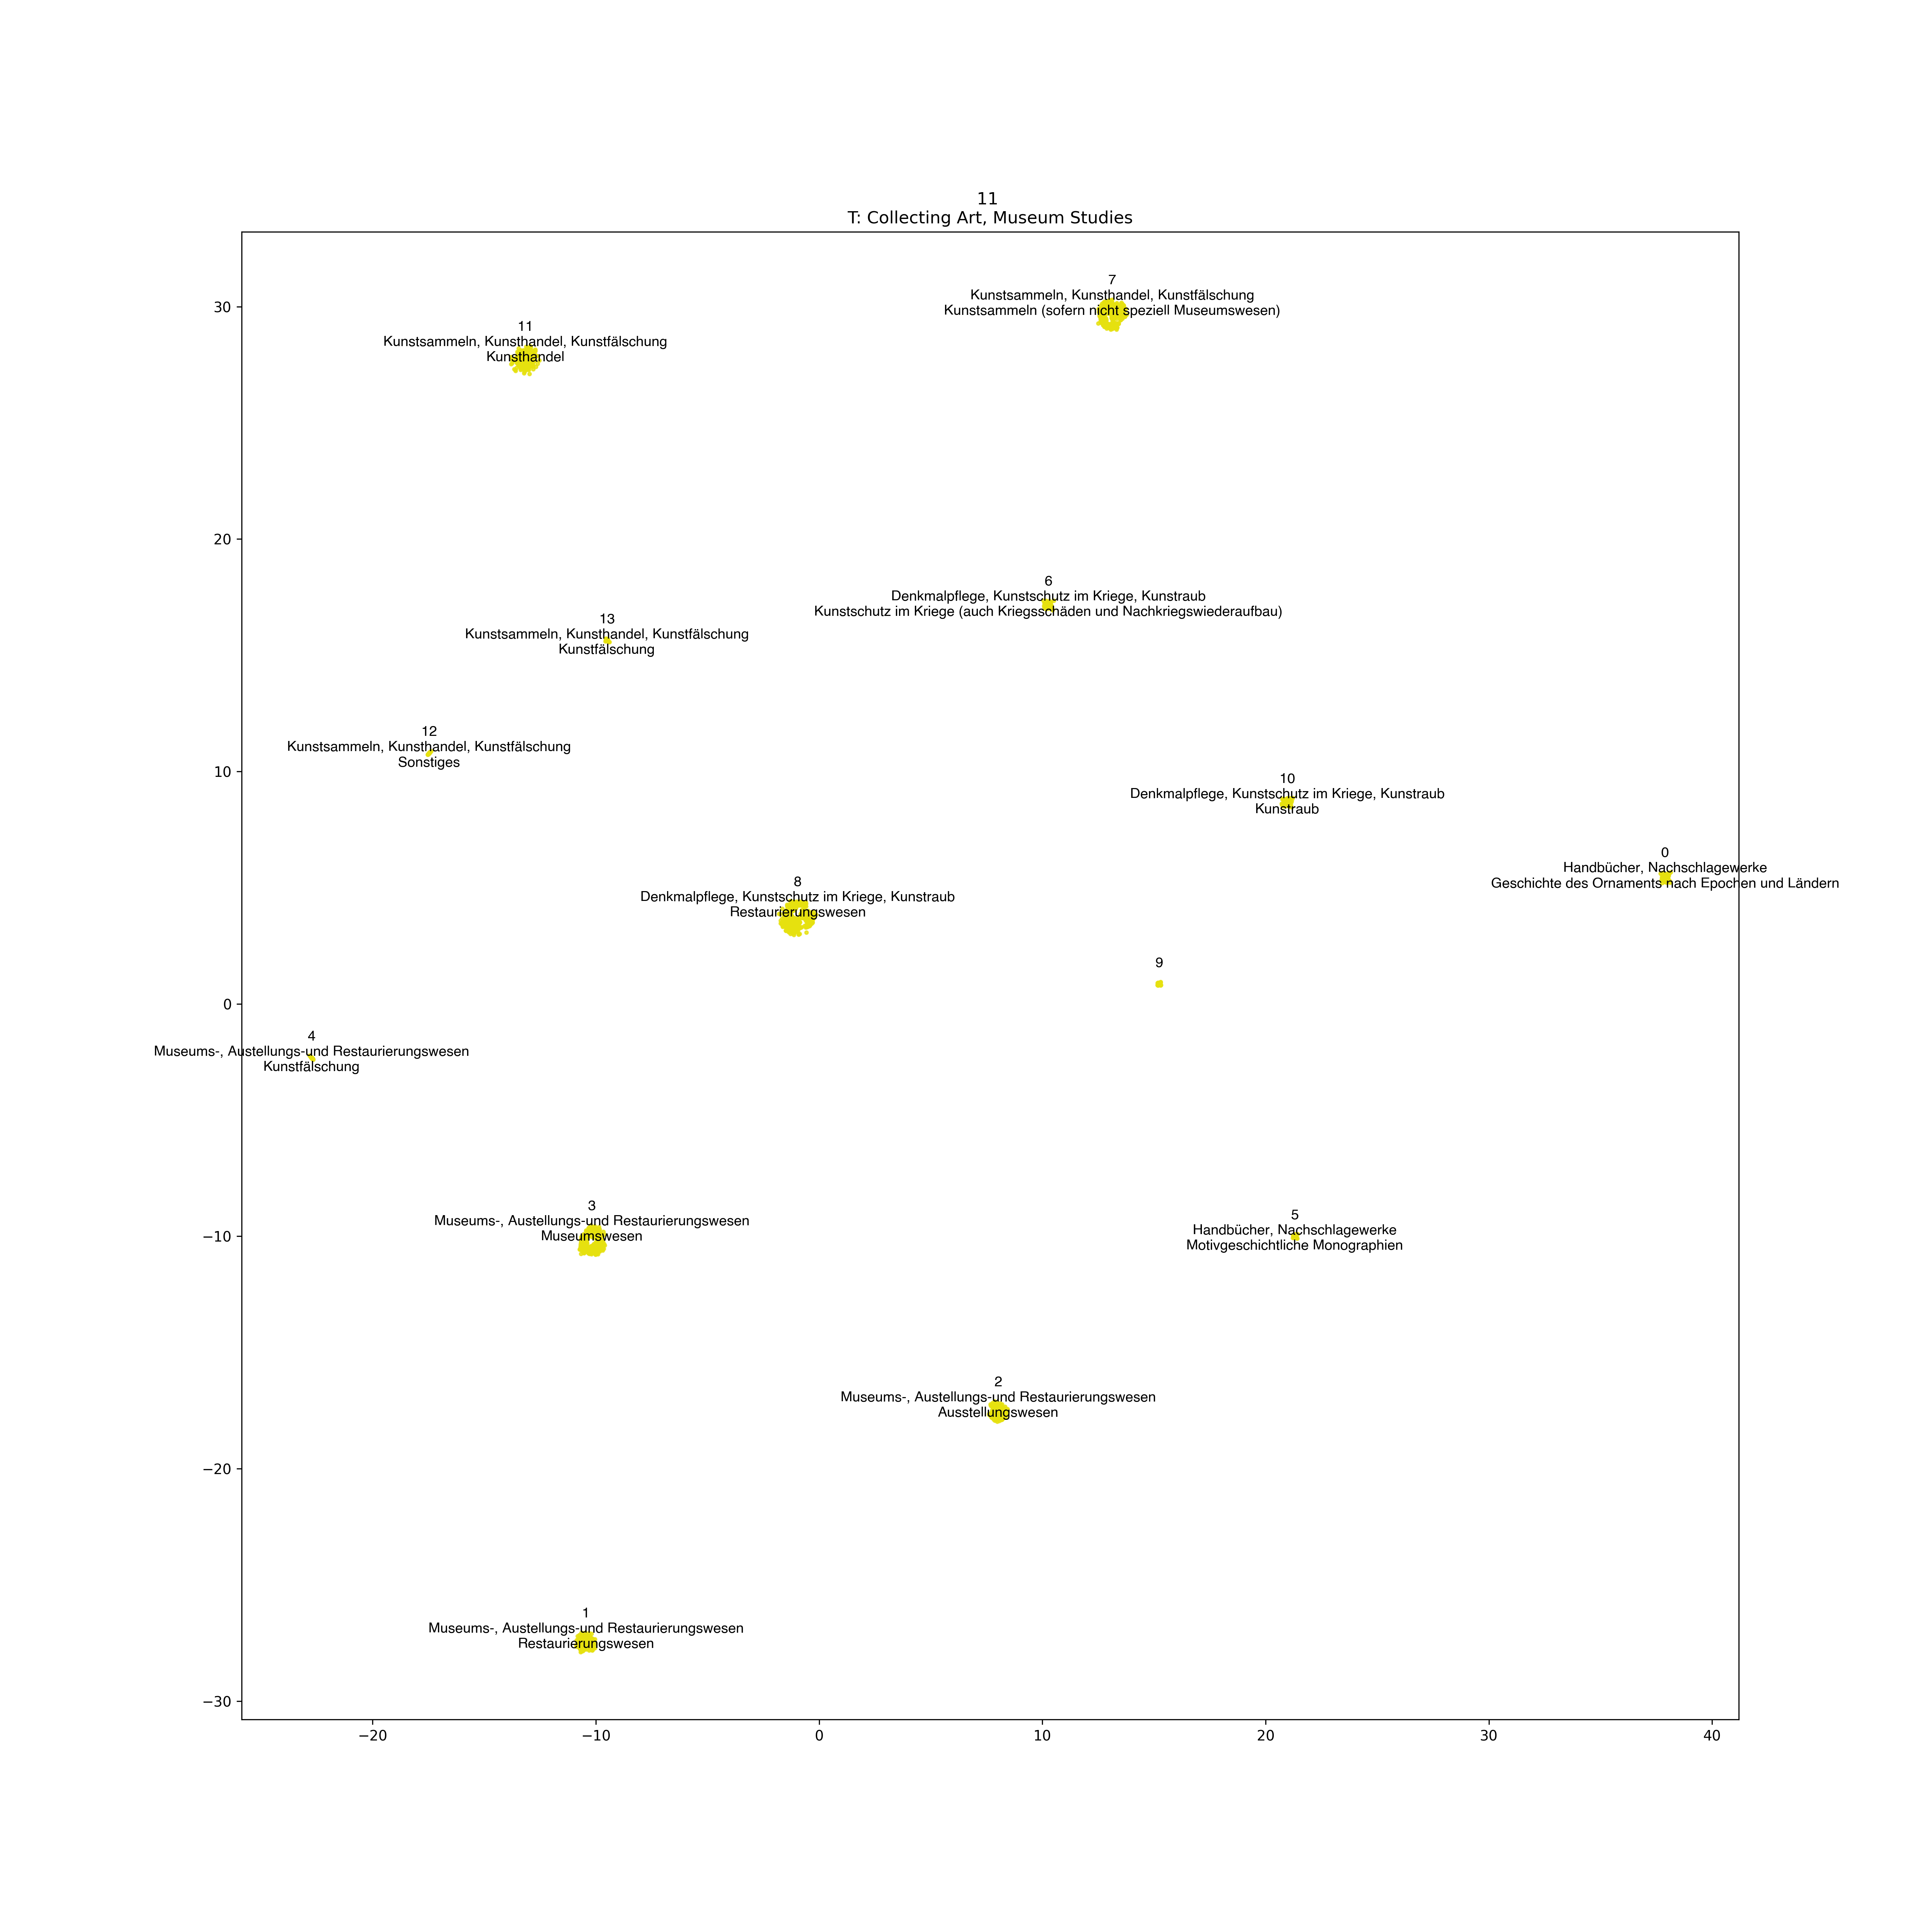 11
T: Collecting Art, Museum Studies
7
Kunstsammeln, Kunsthandel, Kunstfälschung
Kunstsammeln (sofern nicht speziell Museumswesen)
30
11
Kunstsammeln, Kunsthandel, Kunstfälschung
Kunsthandel
20
6
Denkmalpflege, Kunstschutz im Kriege, Kunstraub
Kunstschutz im Kriege (auch Kriegsschäden und Nachkriegswiederaufbau)
13
Kunstsammeln, Kunsthandel, Kunstfälschung
Kunstfälschung
12
Kunstsammeln, Kunsthandel, Kunstfälschung
Sonstiges
10
10
Denkmalpflege, Kunstschutz im Kriege, Kunstraub
Kunstraub
0
Handbücher, Nachschlagewerke
Geschichte des Ornaments nach Epochen und Ländern
8
Denkmalpflege, Kunstschutz im Kriege, Kunstraub
Restaurierungswesen
9
0
4
Museums-, Austellungs-und Restaurierungswesen
Kunstfälschung
3
Museums-, Austellungs-und Restaurierungswesen
Museumswesen
−10
5
Handbücher, Nachschlagewerke
Motivgeschichtliche Monographien
2
Museums-, Austellungs-und Restaurierungswesen
Ausstellungswesen
−20
1
Museums-, Austellungs-und Restaurierungswesen
Restaurierungswesen
−30
−20 −10 0 10 20 30 40